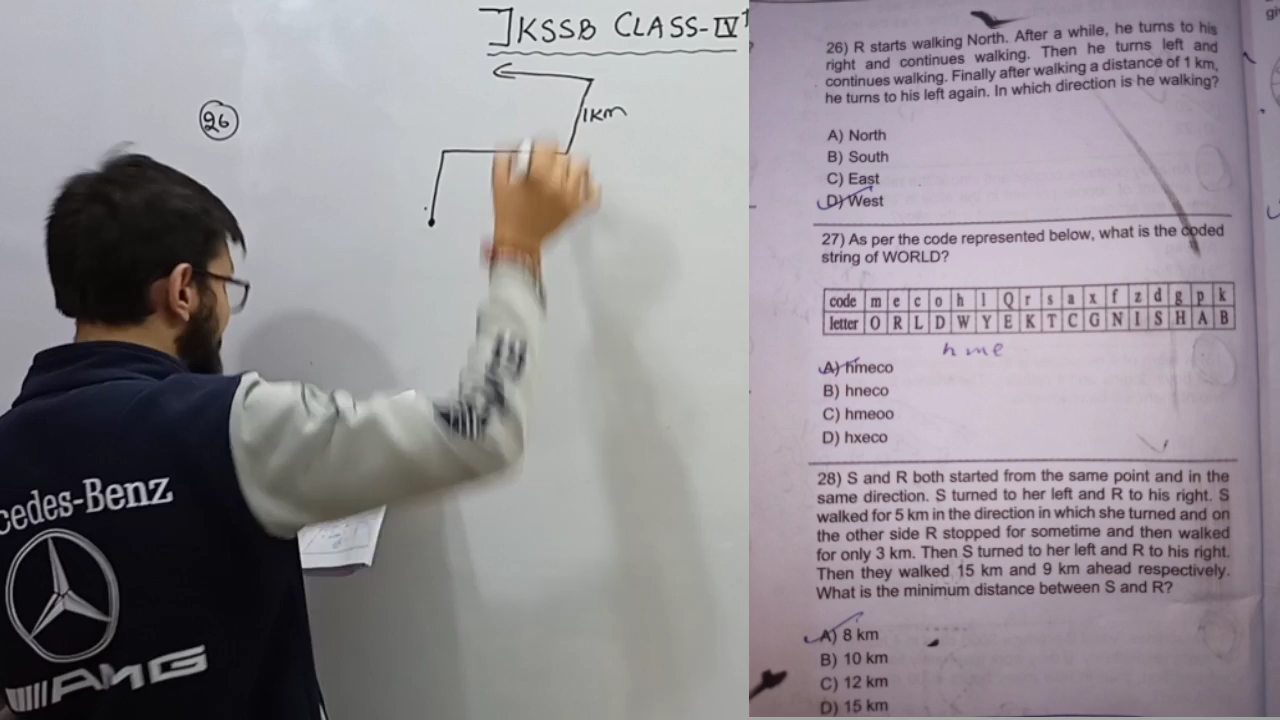 JKSSB CLASS-IV
26
1KM
cedes-Benz
AMG
26) R starts walking North. After a while, he turns to his
right and continues walking. Then he turns left and
continues walking. Finally after walking a distance of 1 km,
he turns to his left again. In which direction is he walking?
A) North
B) South
C) East
D) West
27) As per the code represented below, what is the coded
string of WORLD?
code m e c o h l Q r s a x f z d g p k
letter O R L D W Y E K T C G N I S H A B
h m e
A) hmeco
B) hneco
C) hmeoo
D) hxeco
28) S and R both started from the same point and in the
same direction. S turned to her left and R to his right. S
walked for 5 km in the direction in which she turned and on
the other side R stopped for sometime and then walked
for only 3 km. Then S turned to her left and R to his right.
Then they walked 15 km and 9 km ahead respectively.
What is the minimum distance between S and R?
A) 8 km
B) 10 km
C) 12 km
D) 15 km